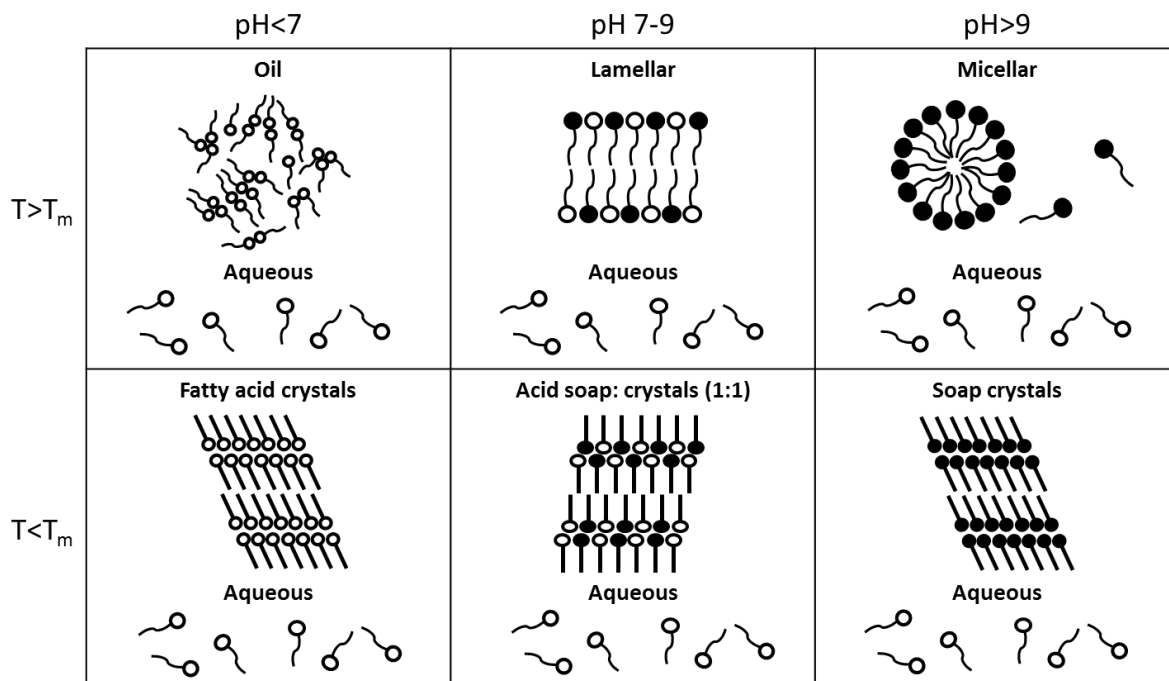 pH<7 pH 7-9 pH>9
Oil Lamellar Micellar
T>Tm
Aqueous Aqueous Aqueous
Fatty acid crystals Acid soap: crystals (1:1) Soap crystals
T<Tm
Aqueous Aqueous Aqueous